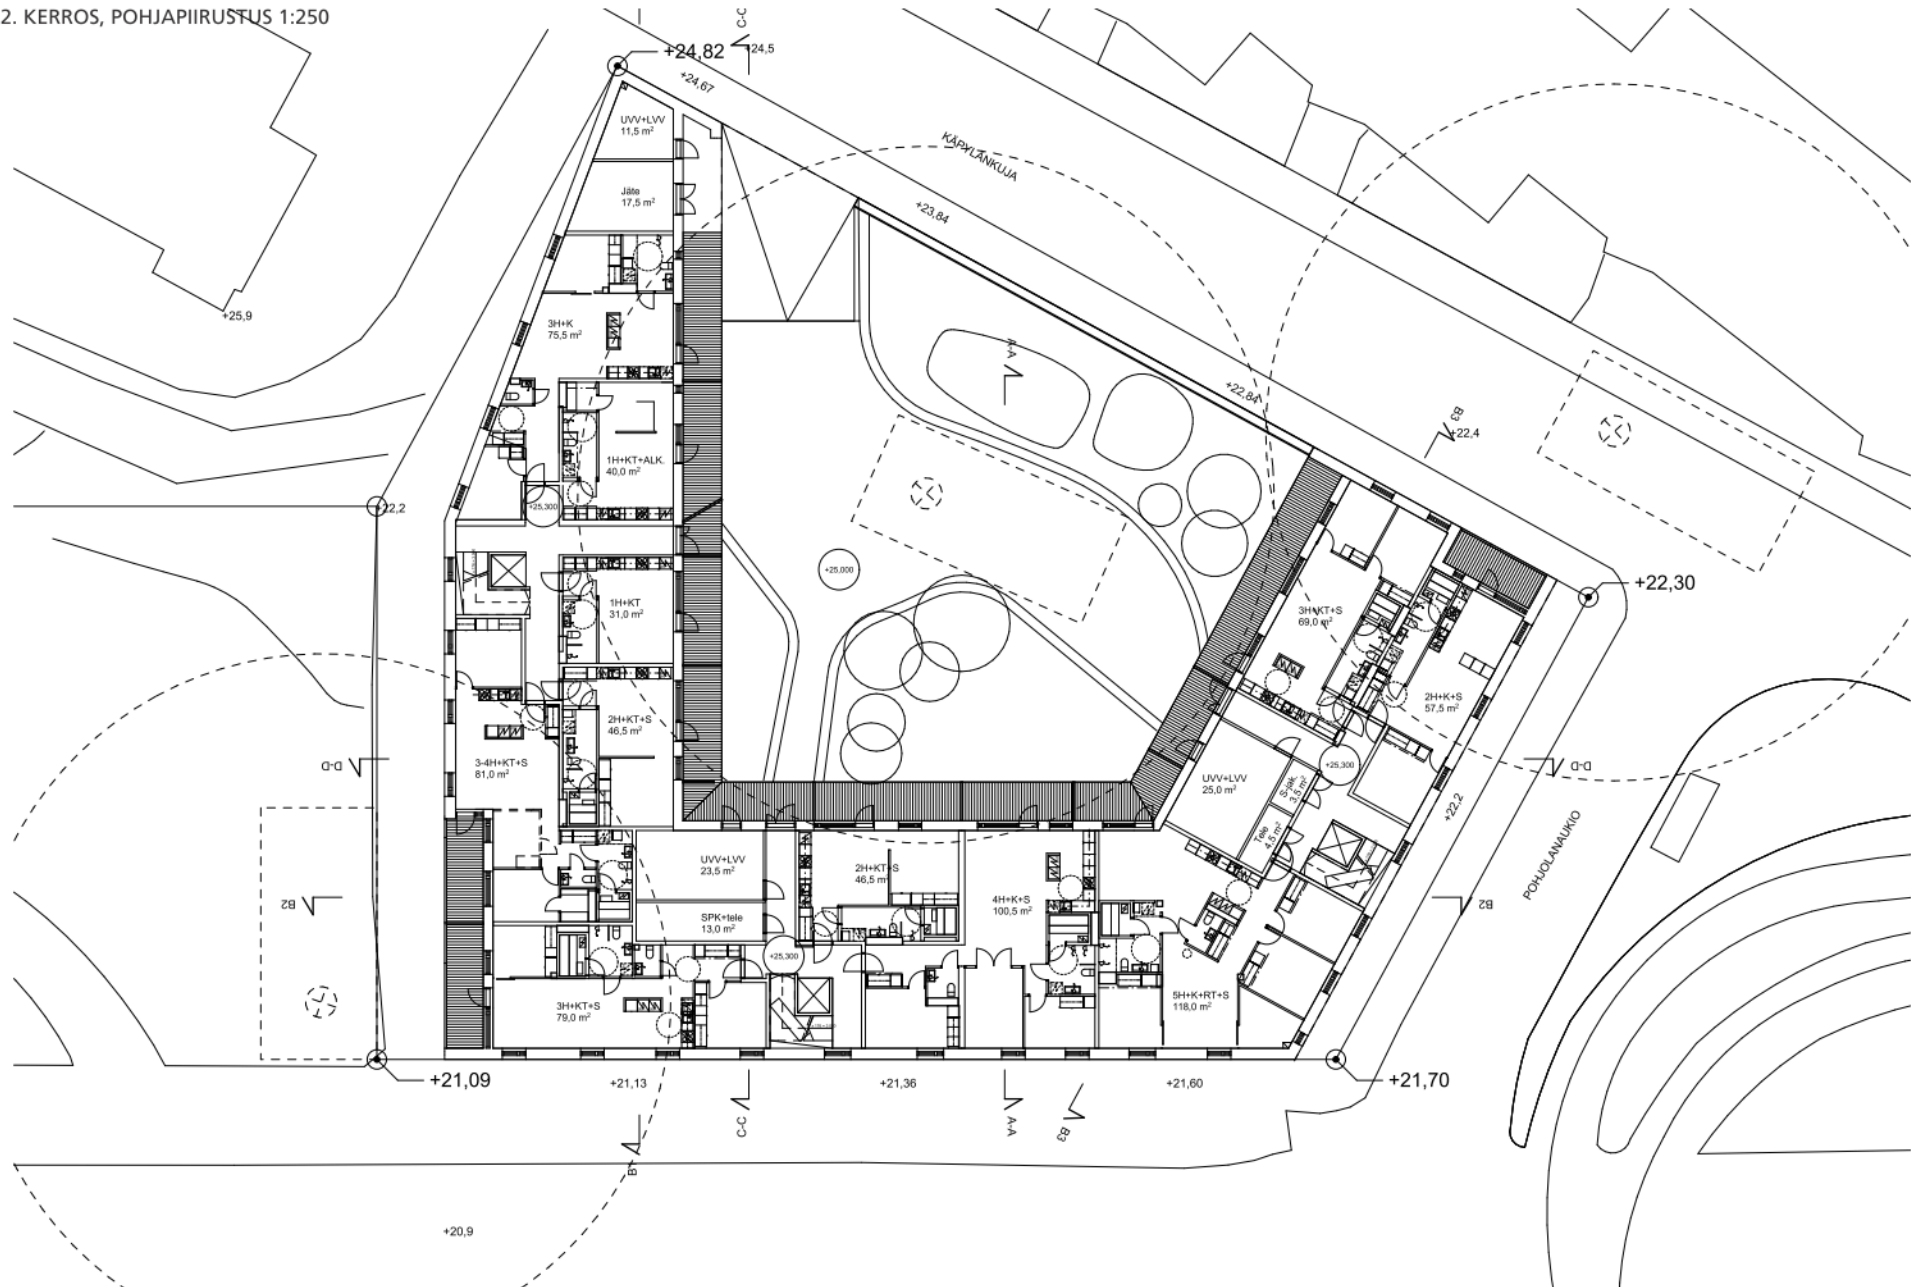 2. KERROS, POHJAPIIRUSTUS 1:250
C-C
+24,82
+24,5
+24,67
UVV+LVV
11,5 m²
KÄPYLÄNKUJA
Jäte
17,5 m²
+23,84
+25,9
3H+K
75,5 m²
A-A
+22,84
B3
+22,4
1H+KT+ALK.
40,0 m²
+22,2
+25,300
+25,000
+22,30
1H+KT
31,0 m²
3H+KT+S
69,0 m²
2H+K+S
57,5 m²
2H+KT+S
46,5 m²
D-D
3-4H+KT+S
81,0 m²
UVV+LVV
25,0 m²
S-jak.
3,5 m²
+25,300
D-D
+22,2
Tele
4,5 m²
POHJOLANAUKIO
UVV+LVV
23,5 m²
2H+KT+S
46,5 m²
B2
4H+K+S
100,5 m²
B2
SPK+tele
13,0 m²
+25,300
3H+KT+S
79,0 m²
5H+K+RT+S
118,0 m²
+21,09
+21,13
+21,36
+21,60
+21,70
C-C
A-A
B3
B1
+20,9